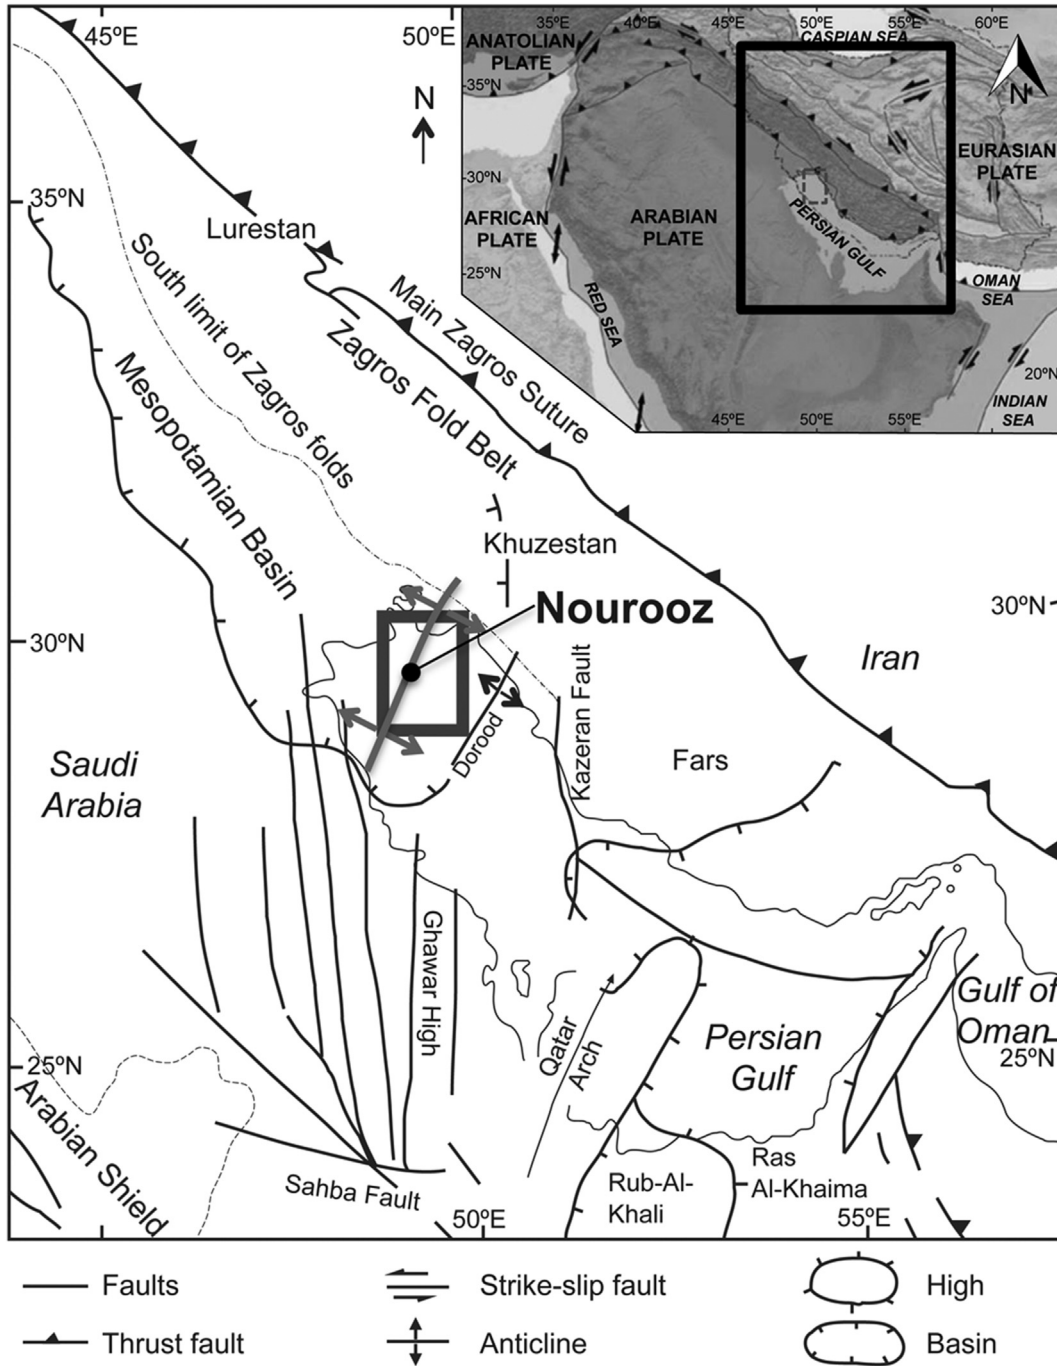 45ºE
50ºE
N
35ºN
Lurestan
South limit of Zagros folds
Main Zagros Suture
Zagros Fold Belt
Mesopotamian Basin
Khuzestan
Nourooz
30ºN
30ºN
Iran
Kazeran Fault
Dorood
Fars
Saudi
Arabia
Ghawar High
Qatar
Arch
Persian
Gulf
Gulf of
Oman
25ºN
25ºN
Arabian Shield
Sahba Fault
50ºE
Rub-Al-
Khali
Ras
Al-Khaima
55ºE
35ºE
40ºE
45ºE
50ºE
55ºE
60ºE
CASPIAN SEA
ANATOLIAN
PLATE
-35ºN
N
EURASIAN
PLATE
-30ºN
AFRICAN
PLATE
ARABIAN
PLATE
PERSIAN GULF
-25ºN
RED SEA
OMAN
SEA
20ºN
INDIAN
SEA
45ºE
50ºE
55ºE
Faults
Strike-slip fault
High
Thrust fault
Anticline
Basin